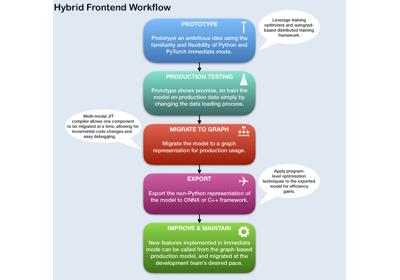 Hybrid Frontend Workflow
PROTOTYPE
Prototype an ambitious idea using the
familiarity and flexibility of Python and
PyTorch immediate mode.
Leverage training
optimizers and autograd-
based distributed training
framework.
PRODUCTION TESTING
Prototype shows promise, so train the
model on production data simply by
changing the data loading process.
Multi-model JIT
compiler allows one component
to be migrated at a time, allowing for
incremental code changes and
easy debugging.
MIGRATE TO GRAPH
Migrate the model to a graph
representation for production usage.
EXPORT
Export the non-Python representation of
the model to ONNX or C++ framework.
Apply program-
level optimization
techniques to the exported
model for efficiency
gains.
IMPROVE & MAINTAIN
New features implemented in immediate
mode can be called from the graph-based
production model, and migrated at the
development team's desired pace.